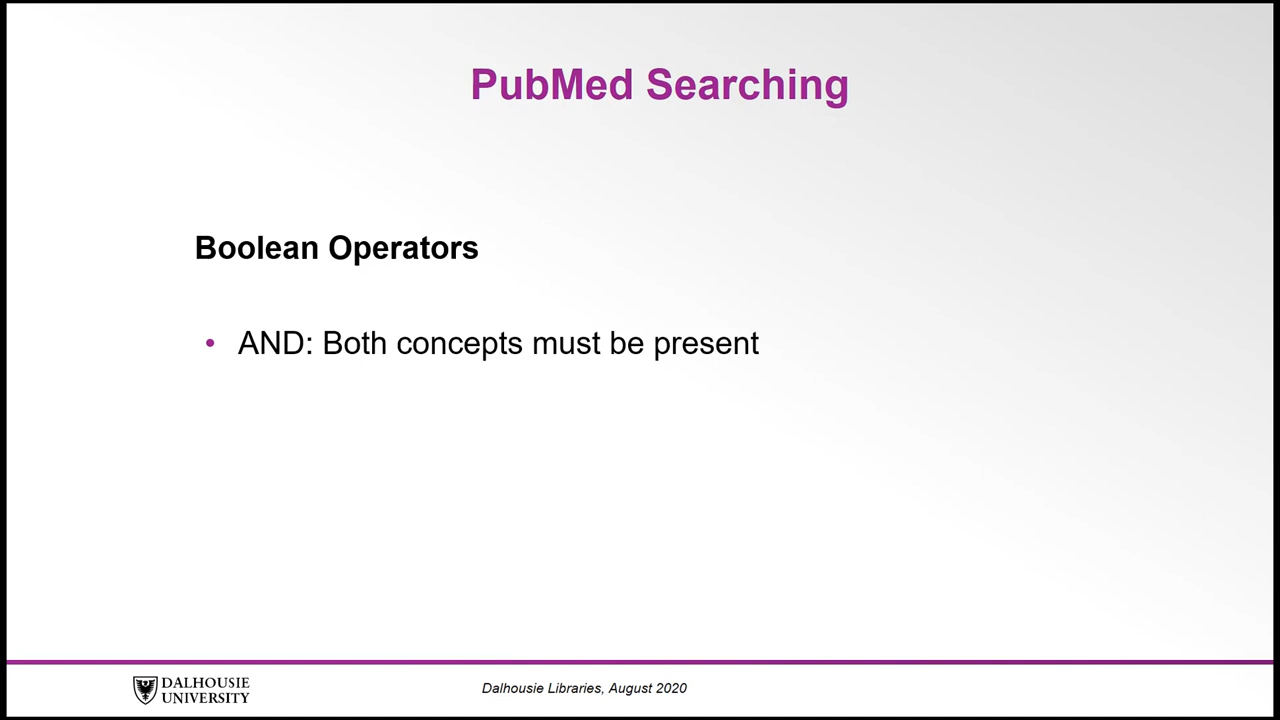 PubMed Searching
Boolean Operators
• AND: Both concepts must be present
DALHOUSIE
UNIVERSITY
Dalhousie Libraries, August 2020